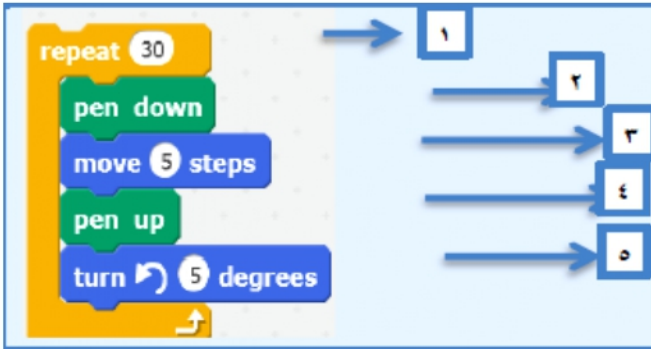 repeat 30 ١
pen down ٢
move 5 steps ٣
pen up ٤
turn 5 degrees ٥